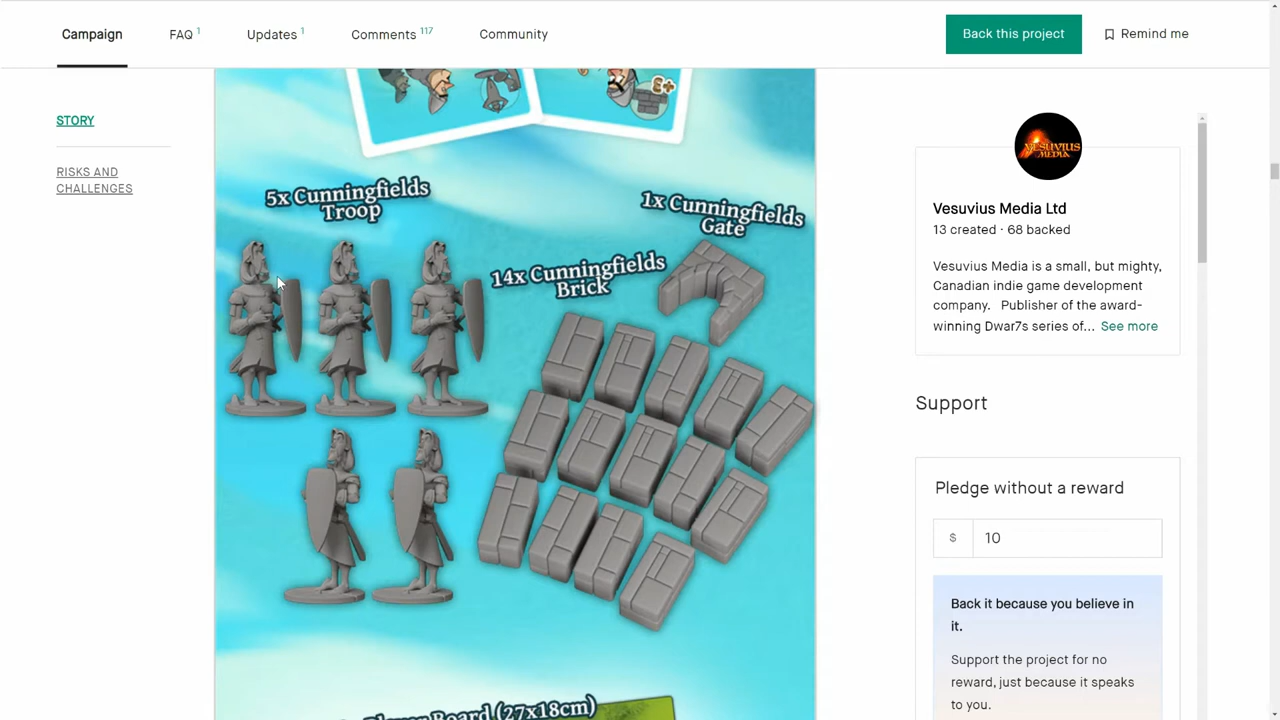 Campaign
FAQ 1
Updates 1
Comments 117
Community
Back this project
Remind me
STORY
RISKS AND
CHALLENGES
6+
5x Cunningfields
Troop
1x Cunningfields
Gate
14x Cunningfields
Brick
Player Board (27x18cm)
VESUVIUS
MEDIA
Vesuvius Media Ltd
13 created · 68 backed
Vesuvius Media is a small, but mighty,
Canadian indie game development
company. Publisher of the award-
winning Dwar7s series of... See more
Support
Pledge without a reward
$ 10
Back it because you believe in
it.
Support the project for no
reward, just because it speaks
to you.